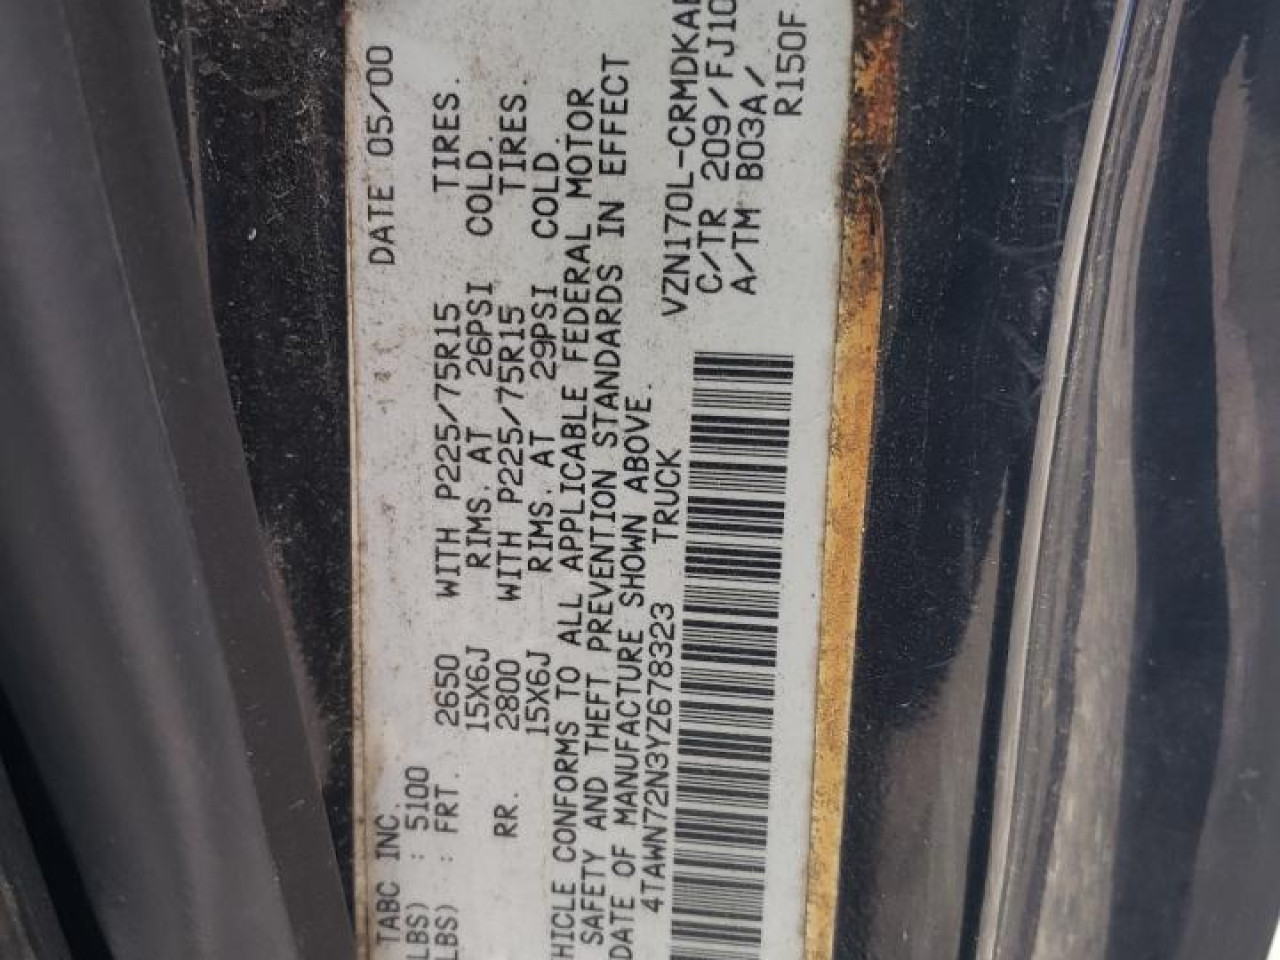 TABC INC. DATE 05/00
LBS) : 5100
LBS) : FRT. 2650 WITH P225/75R15 TIRES.
15X6J RIMS. AT 26PSI COLD.
RR. 2800 WITH P225/75R15 TIRES.
15X6J RIMS. AT 29PSI COLD.
HICLE CONFORMS TO ALL APPLICABLE FEDERAL MOTOR
SAFETY AND THEFT PREVENTION STANDARDS IN EFFECT
DATE OF MANUFACTURE SHOWN ABOVE.
4TAWN72N3YZ678323 TRUCK
VZN170L-CRMDKA
C/TR 209/FJ10
A/TM B03A/
R150F